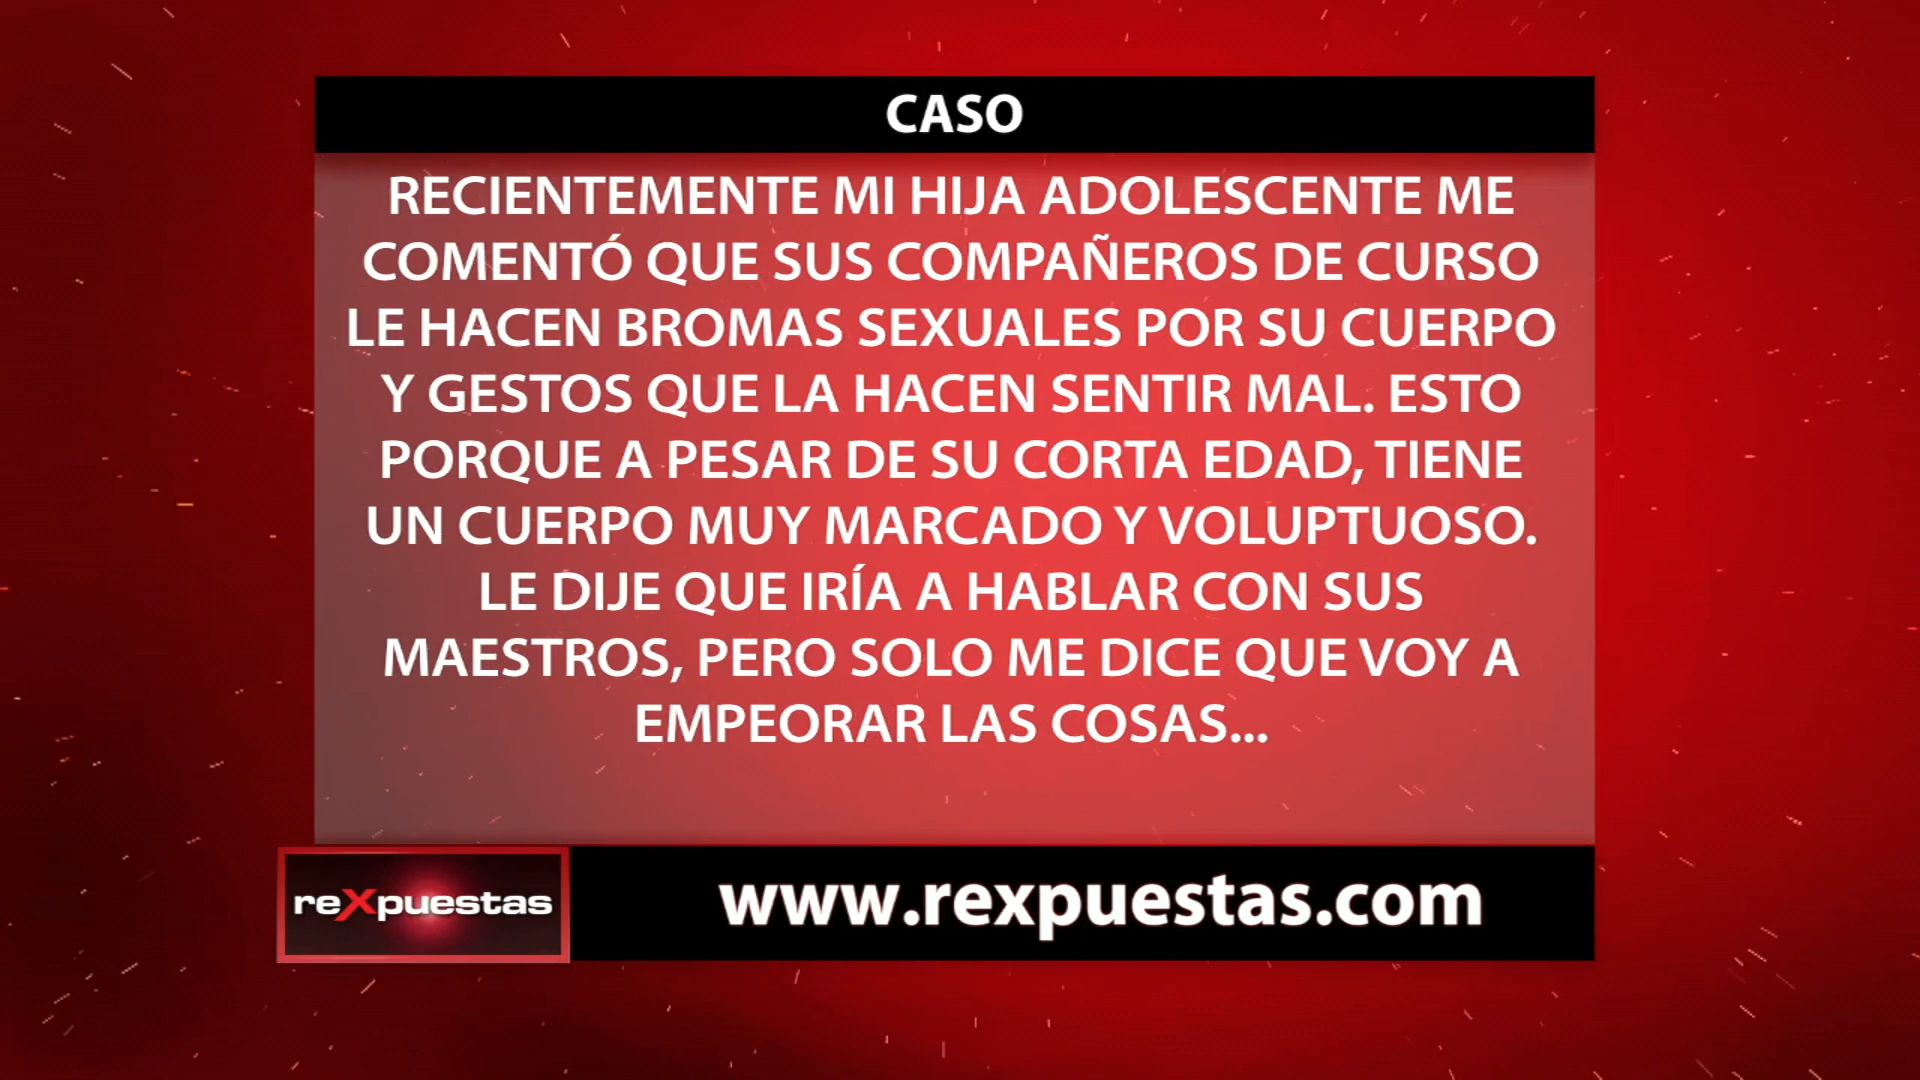 CASO
RECIENTEMENTE MI HIJA ADOLESCENTE ME
COMENTÓ QUE SUS COMPAÑEROS DE CURSO
LE HACEN BROMAS SEXUALES POR SU CUERPO
Y GESTOS QUE LA HACEN SENTIR MAL. ESTO
PORQUE A PESAR DE SU CORTA EDAD, TIENE
UN CUERPO MUY MARCADO Y VOLUPTUOSO.
LE DIJE QUE IRÍA A HABLAR CON SUS
MAESTROS, PERO SOLO ME DICE QUE VOY A
EMPEORAR LAS COSAS...
reXpuestas
www.rexpuestas.com